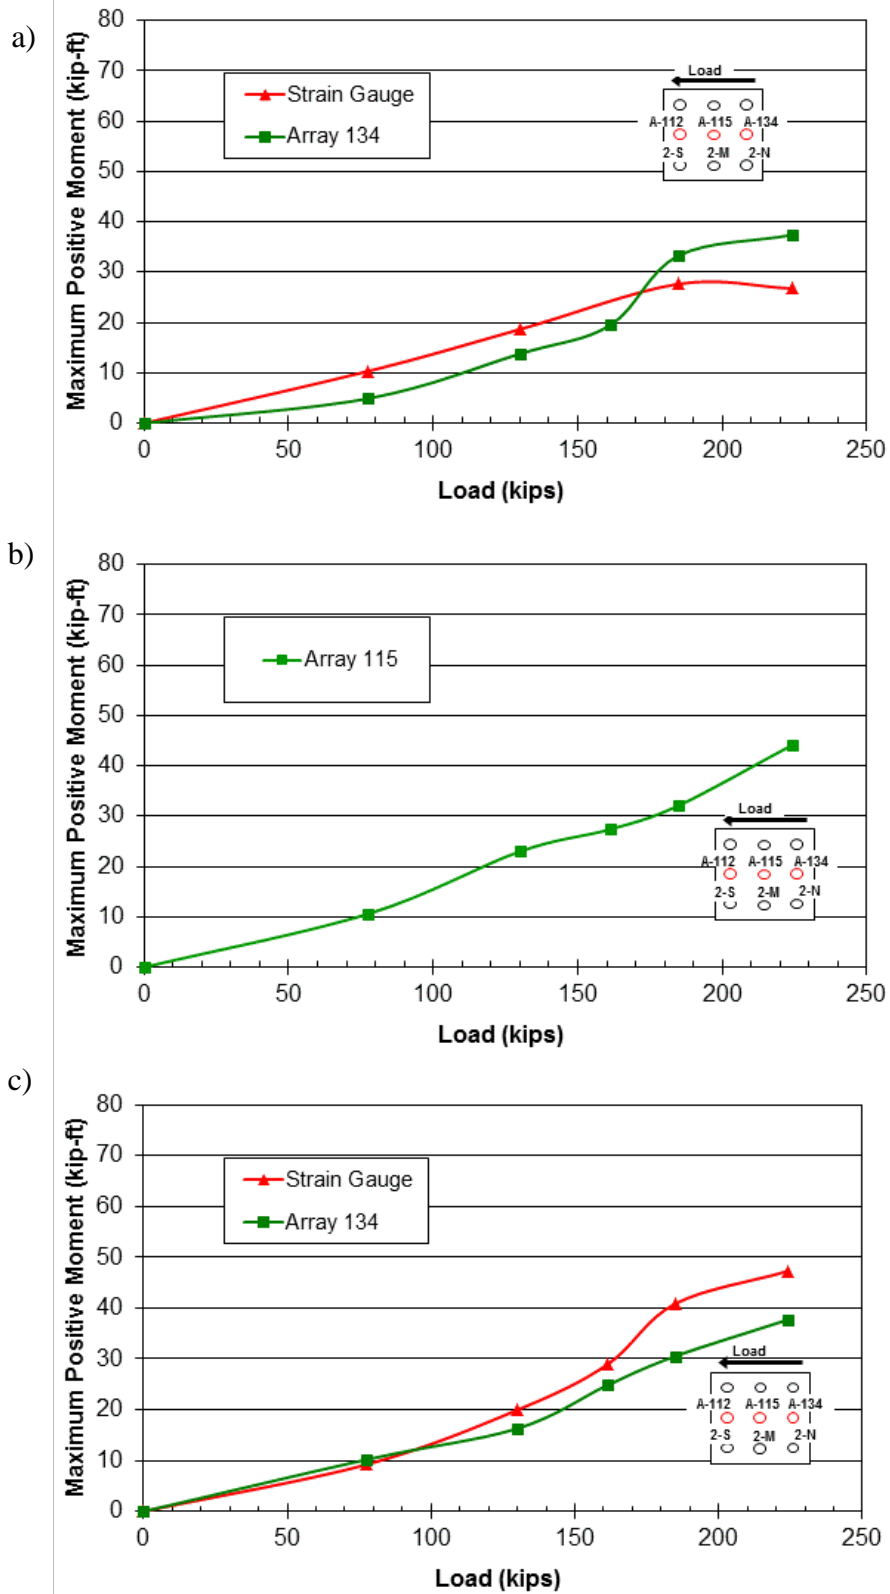 a)
Maximum Positive Moment (kip-ft)
80
70
60
50
40
30
20
10
0
Strain Gauge
Array 134
Load
A-112 A-115 A-134
2-S 2-M 2-N
0 50 100 150 200 250
Load (kips)
b)
Maximum Positive Moment (kip-ft)
80
70
60
50
40
30
20
10
0
Array 115
Load
A-112 A-115 A-134
2-S 2-M 2-N
0 50 100 150 200 250
Load (kips)
c)
Maximum Positive Moment (kip-ft)
80
70
60
50
40
30
20
10
0
Strain Gauge
Array 134
Load
A-112 A-115 A-134
2-S 2-M 2-N
0 50 100 150 200 250
Load (kips)